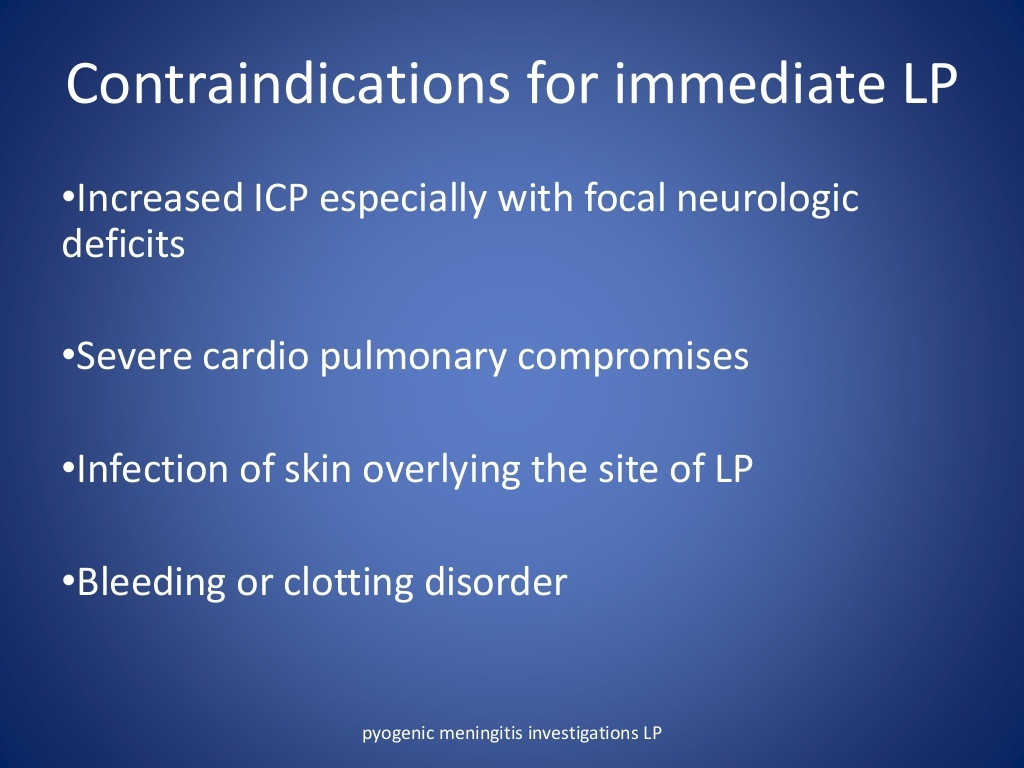 Contraindications for immediate LP
•Increased ICP especially with focal neurologic
deficits
•Severe cardio pulmonary compromises
•Infection of skin overlying the site of LP
•Bleeding or clotting disorder
pyogenic meningitis investigations LP